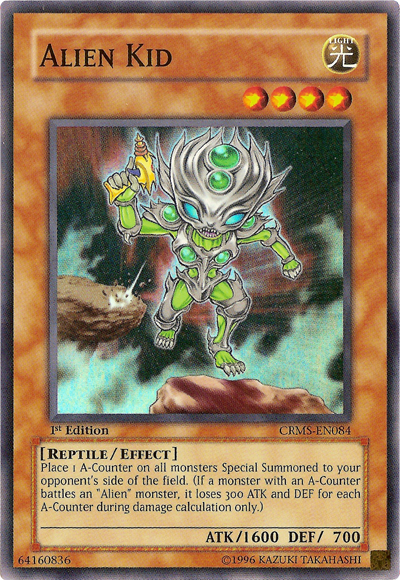 ALIEN KID
LIGHT
光
1st Edition
CRMS-EN084
[REPTILE / EFFECT]
Place 1 A-Counter on all monsters Special Summoned to your
opponent's side of the field. (If a monster with an A-Counter
battles an "Alien" monster, it loses 300 ATK and DEF for each
A-Counter during damage calculation only.)
ATK/1600 DEF/ 700
64160836
©1996 KAZUKI TAKAHASHI